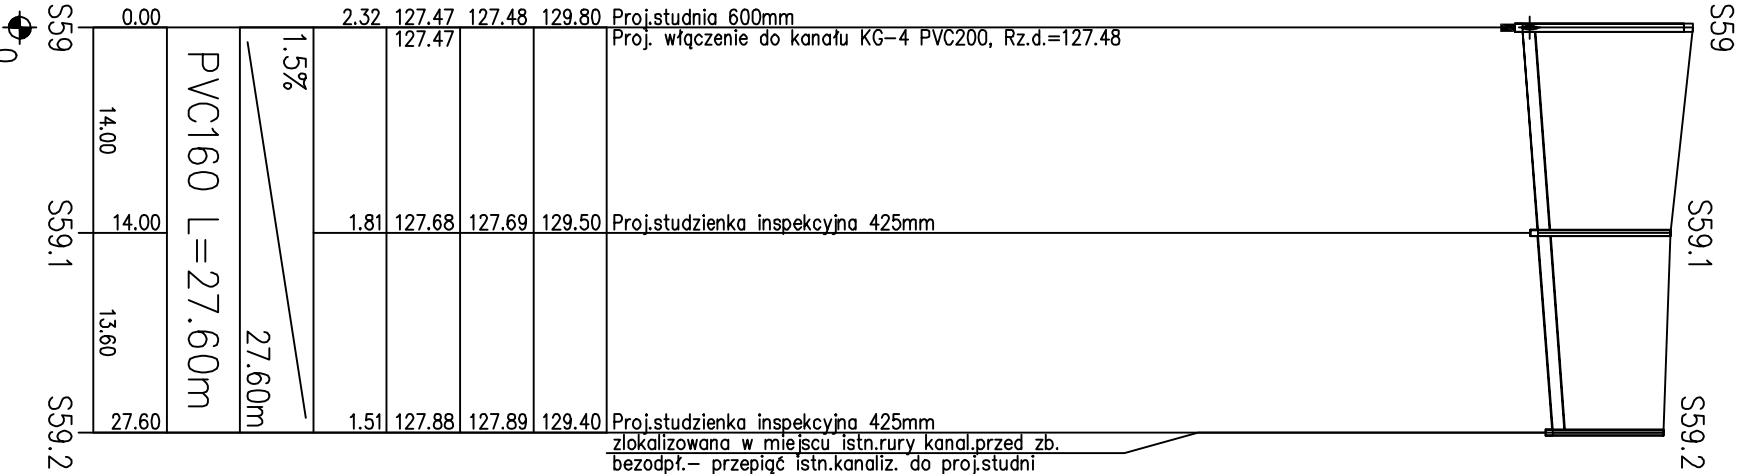 S59 0.00 2.32 127.47 127.48 129.80 Proj.studnia 600mm S59
127.47 Proj. włączenie do kanału KG-4 PVC200, Rz.d.=127.48
0
1.5%
PVC160 L=27.60m
14.00
S59.1 14.00 1.81 127.68 127.69 129.50 Proj.studzienka inspekcyjna 425mm S59.1
13.60
27.60m
S59.2 27.60 1.51 127.88 127.89 129.40 Proj.studzienka inspekcyjna 425mm S59.2
zlokalizowana w miejscu istn.rury kanal.przed zb.
bezodpł.- przepiąć istn.kanaliz. do proj.studni